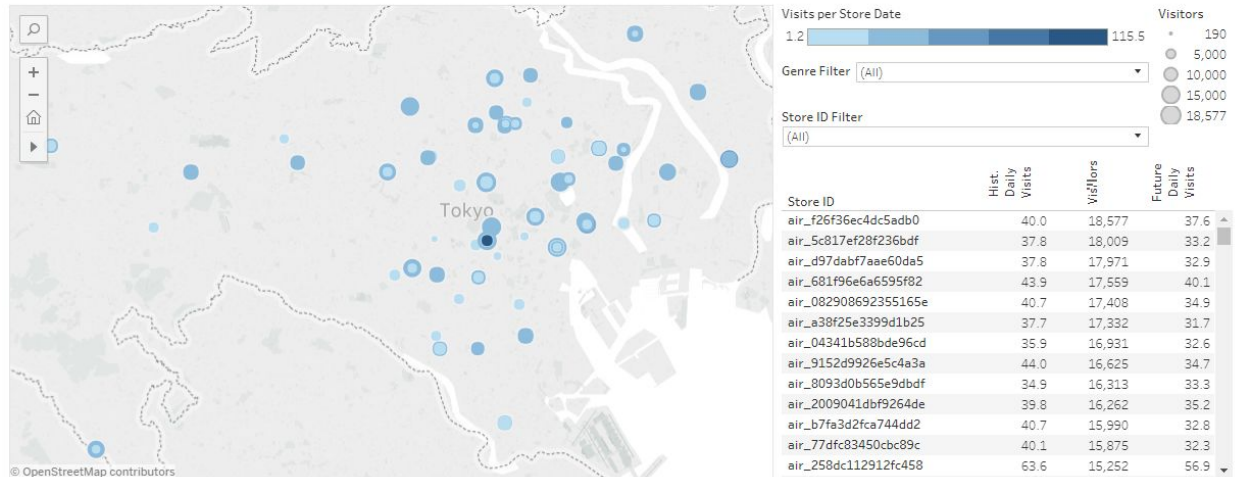 Tokyo
© OpenStreetMap contributors
Visits per Store Date
1.2 115.5
Visitors
190
5,000
10,000
15,000
18,577
Genre Filter (All)
Store ID Filter
(All)
Store ID Hist. Daily Visits Visitors Future Daily Visits
air_f26f36ec4dc5adb0 40.0 18,577 37.6
air_5c817ef28f236bdf 37.8 18,009 33.2
air_d97dabf7aae60da5 37.8 17,971 32.9
air_681f96e6a6595f82 43.9 17,559 40.1
air_082908692355165e 40.7 17,408 34.9
air_a38f25e3399d1b25 37.7 17,332 31.7
air_04341b588bde96cd 35.9 16,931 32.6
air_9152d9926e5c4a3a 44.0 16,625 34.7
air_8093d0b565e9dbdf 34.9 16,313 33.3
air_2009041dbf9264de 39.8 16,262 35.2
air_b7fa3d2fca744dd2 40.7 15,990 32.8
air_77dfc83450cbc89c 40.1 15,875 32.3
air_258dc112912fc458 63.6 15,252 56.9